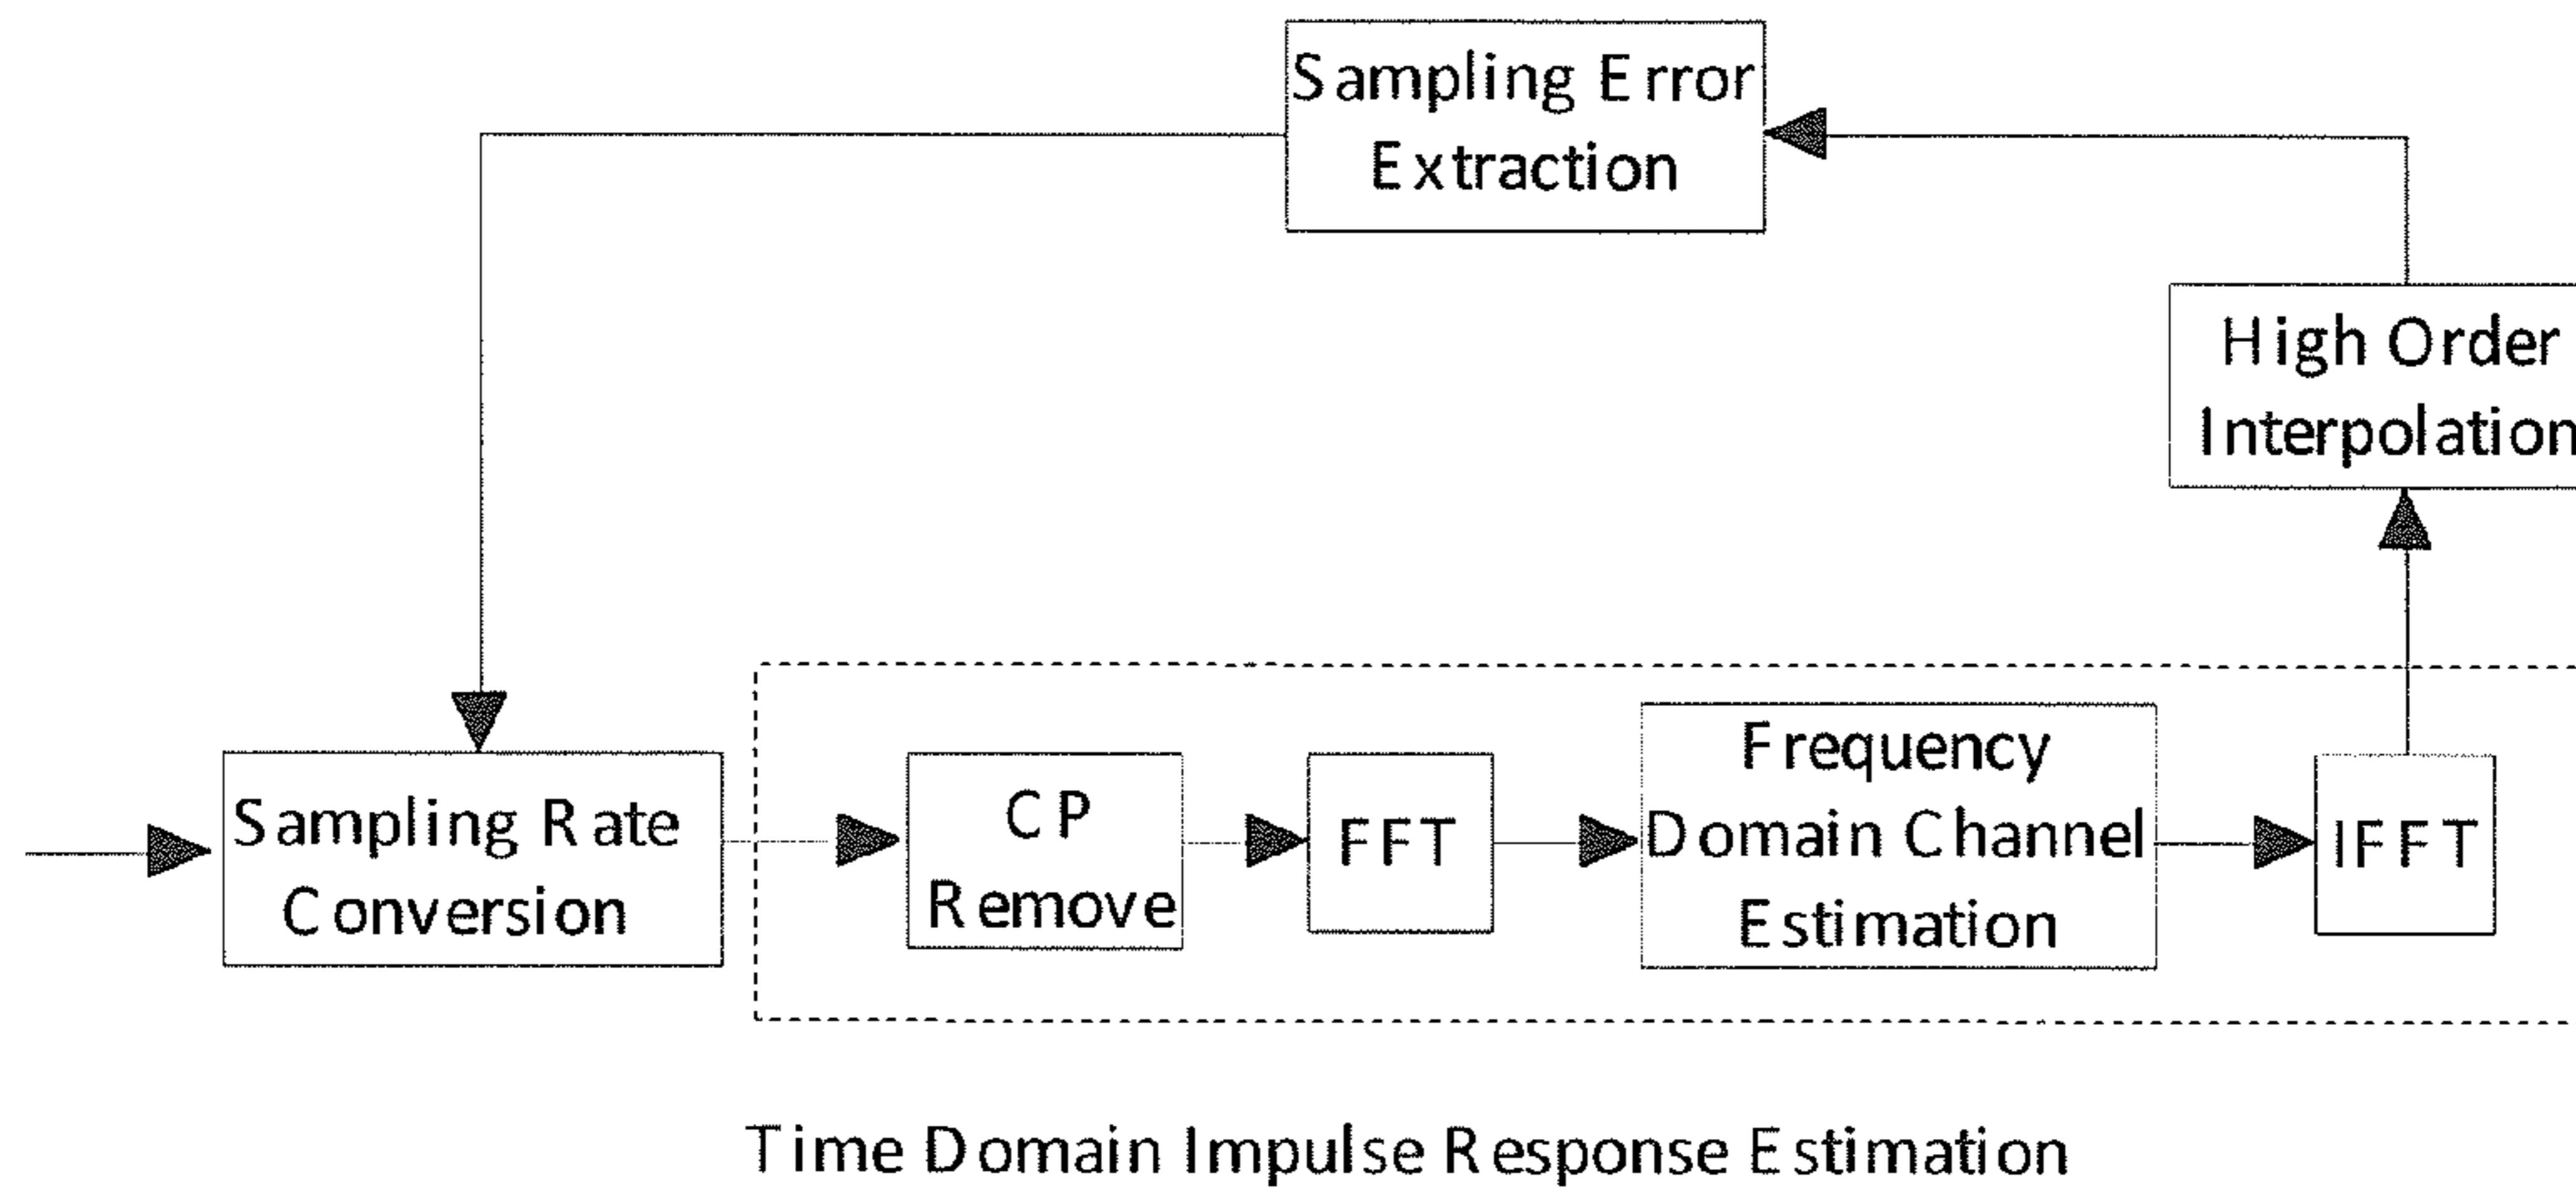 Sampling Error
Extraction
High Order
Interpolation
Sampling Rate
Conversion
CP
Remove
FFT
Frequency
Domain Channel
Estimation
IFFT
Time Domain Impulse Response Estimation